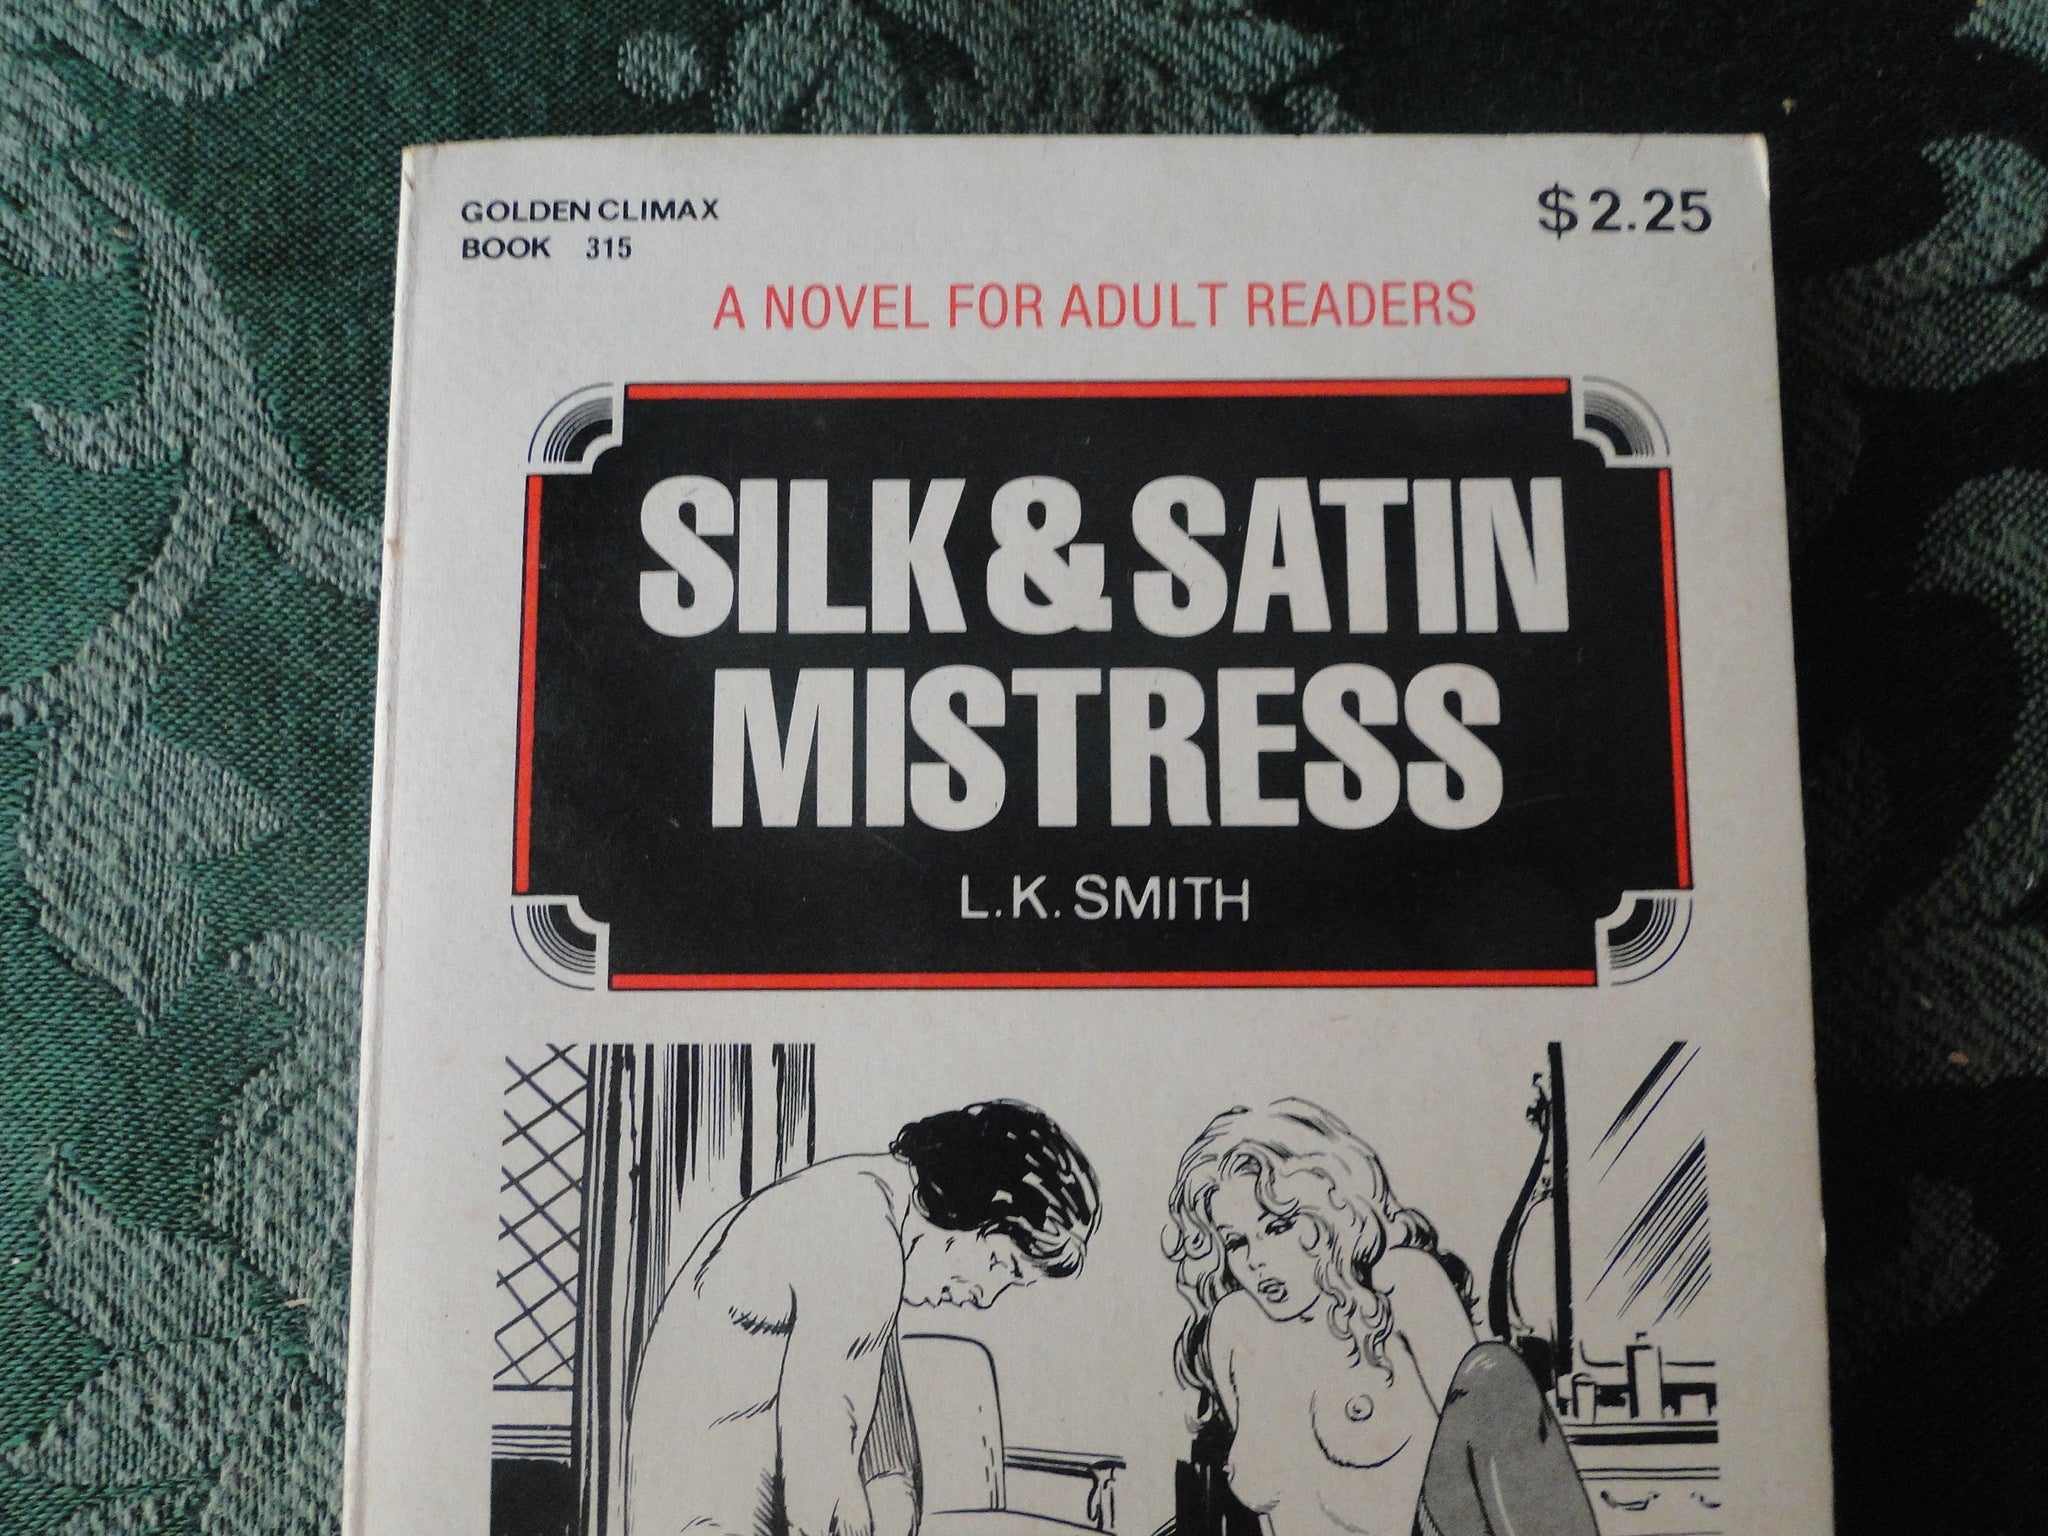 GOLDEN CLIMAX
BOOK 315
$2.25
A NOVEL FOR ADULT READERS
SILK & SATIN
MISTRESS
L.K. SMITH